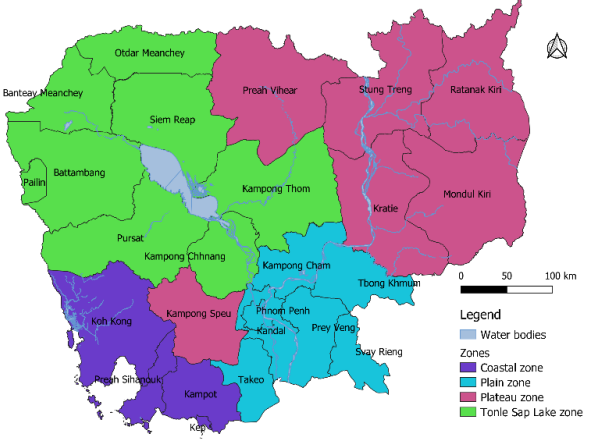 Otdar Meanchey
Banteay Meanchey
Preah Vihear
Stung Treng
Ratanak Kiri
Siem Reap
Battambang
Pailin
Kampong Thom
Mondul Kiri
Kratie
Pursat
Kampong Chhnang
Kampong Cham
Tbong Khmum
Koh Kong
Kampong Speu
Phnom Penh
Kandal
Prey Veng
Svay Rieng
Preah Sihanouk
Kampot
Takeo
Kep
0 50 100 km
Legend
Water bodies
Zones
Coastal zone
Plain zone
Plateau zone
Tonle Sap Lake zone